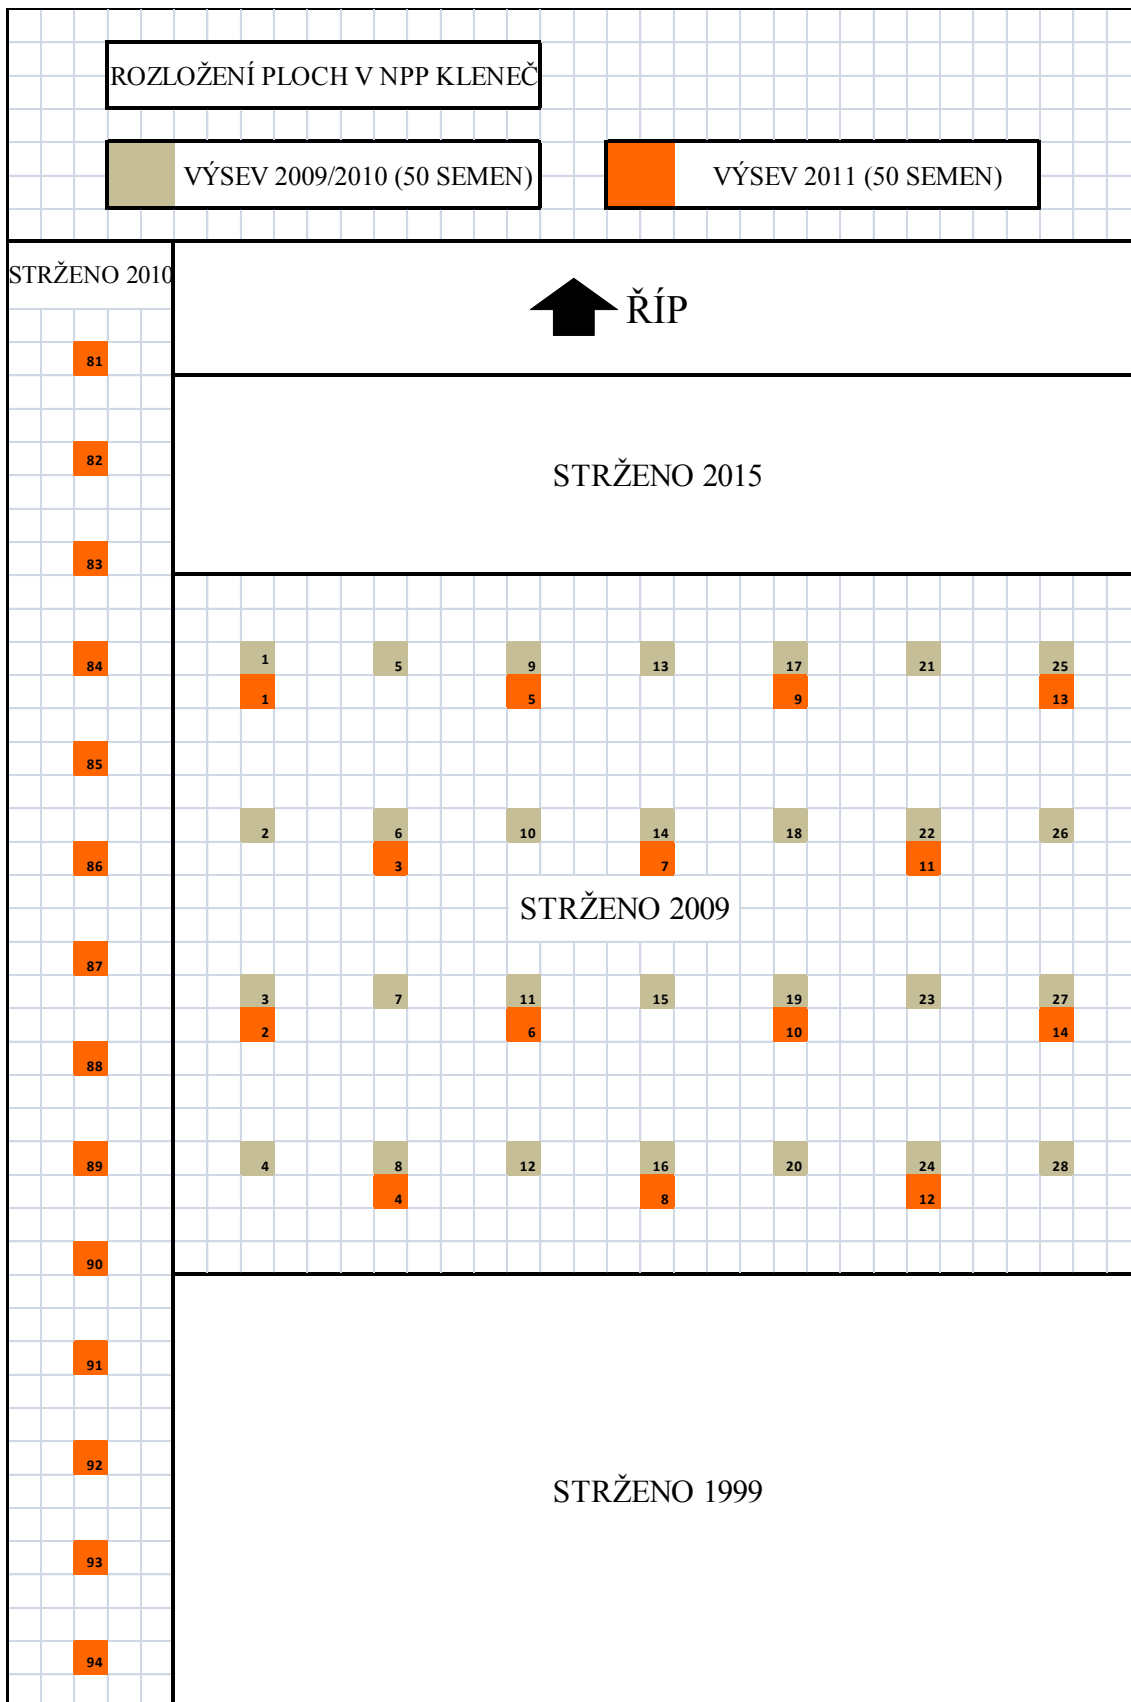 ROZLOŽENÍ PLOCH V NPP KLENEČ
VÝSEV 2009/2010 (50 SEMEN)
VÝSEV 2011 (50 SEMEN)
STRŽENO 2010
ŘÍP
81
82
STRŽENO 2015
83
84 1 5 9 13 17 21 25
1 5 9 13
85
2 6 10 14 18 22 26
86 3 7 11
STRŽENO 2009
87
3 7 11 15 19 23 27
2 6 10 14
88
89 4 8 12 16 20 24 28
4 8 12
90
91
92
STRŽENO 1999
93
94